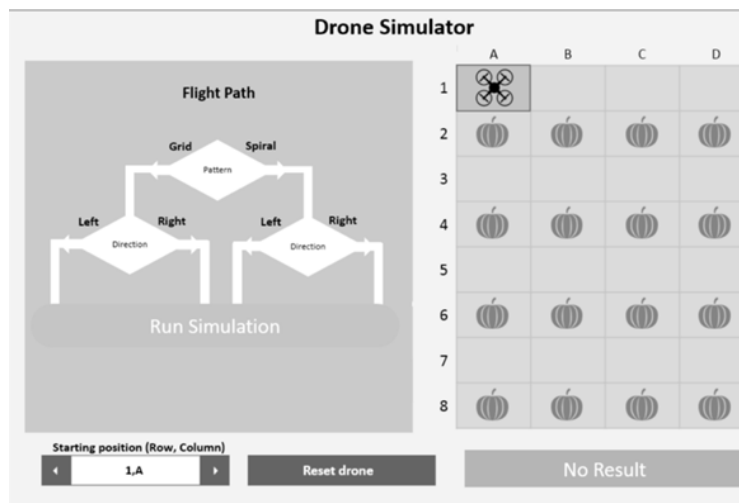 Drone Simulator
A B C D
Flight Path
Grid Spiral
Pattern
Left Right Left Right
Direction Direction
Run Simulation
1
2
3
4
5
6
7
8
Starting position (Row, Column)
1,A
Reset drone
No Result